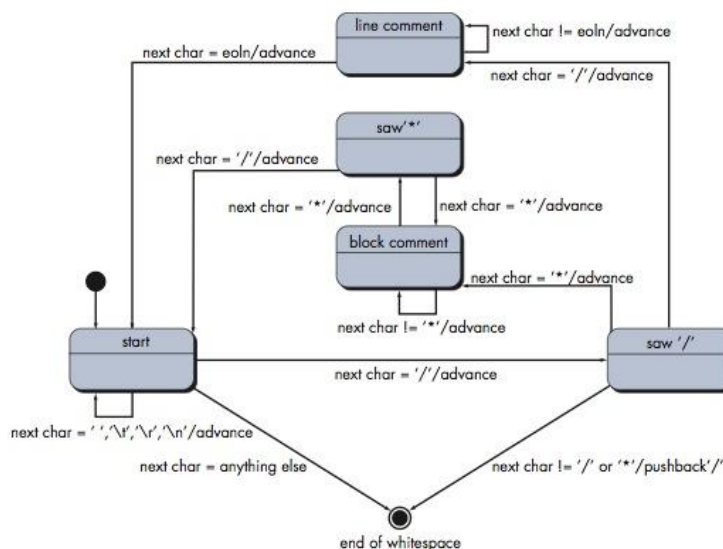 line comment
next char != eoln/advance
next char = eoln/advance
next char = '/'/advance
saw'*'
next char = '/'/advance
next char = '*'/advance
next char = '*'/advance
block comment
next char = '*'/advance
next char != '*'/advance
start
saw '/'
next char = '/'/advance
next char = ' ','\t','\r','\n'/advance
next char = anything else
next char != '/' or '*'/pushback'/'
end of whitespace